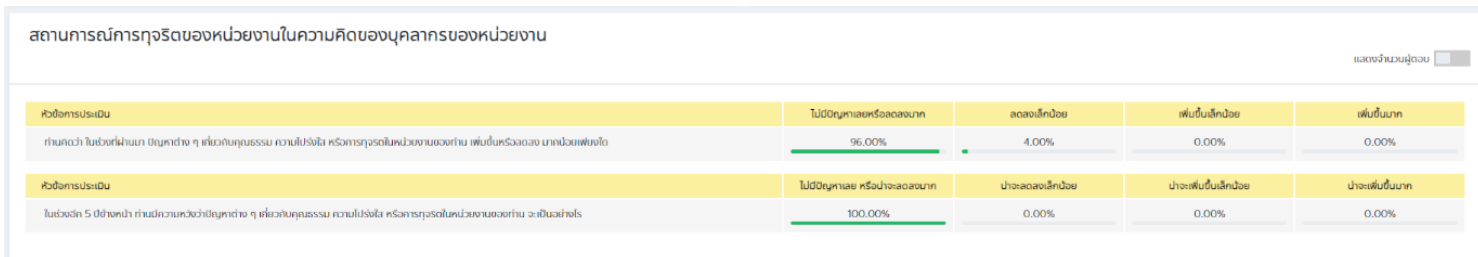 สถานการณ์การทุจริตของหน่วยงานในความคิดของบุคลากรของหน่วยงาน
แสดงจำนวนผู้ตอบ
หัวข้อการประเมิน ไม่มีปัญหาเลยหรือลดลงมาก ลดลงเล็กน้อย เพิ่มขึ้นเล็กน้อย เพิ่มขึ้นมาก
ท่านคิดว่า ในช่วงที่ผ่านมา ปัญหาต่าง ๆ เกี่ยวกับคุณธรรม ความโปร่งใส หรือการทุจริตในหน่วยงานของท่าน เพิ่มขึ้นหรือลดลง มากน้อยเพียงใด 96.00% 4.00% 0.00% 0.00%
หัวข้อการประเมิน ไม่มีปัญหาเลย หรือน่าจะลดลงมาก น่าจะลดลงเล็กน้อย น่าจะเพิ่มขึ้นเล็กน้อย น่าจะเพิ่มขึ้นมาก
ในช่วงอีก 5 ปีข้างหน้า ท่านมีความหวังว่าปัญหาต่าง ๆ เกี่ยวกับคุณธรรม ความโปร่งใส หรือการทุจริตในหน่วยงานของท่าน จะเป็นอย่างไร 100.00% 0.00% 0.00% 0.00%